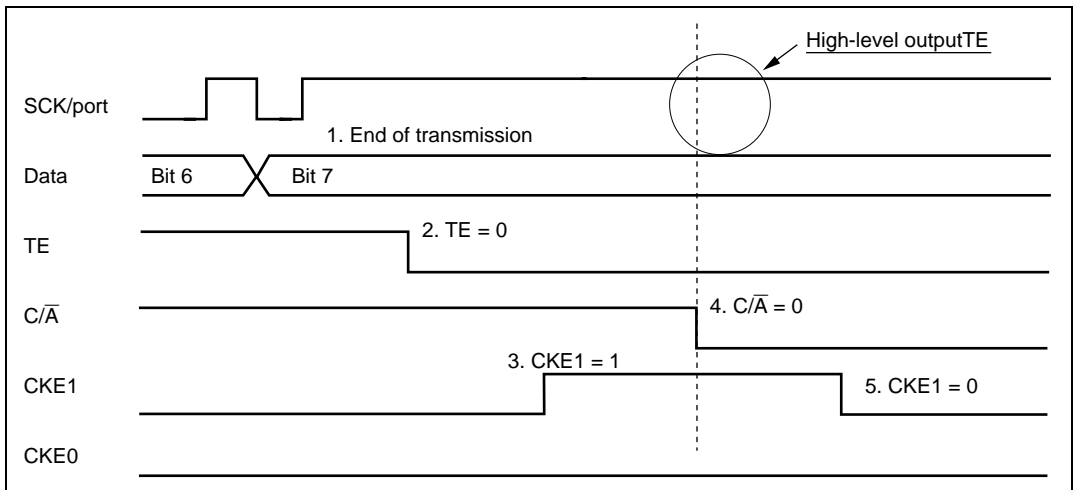 High-level outputTE
SCK/port
1. End of transmission
Data
Bit 6
Bit 7
TE
2. TE = 0
C/A̅
4. C/A̅ = 0
3. CKE1 = 1
CKE1
5. CKE1 = 0
CKE0